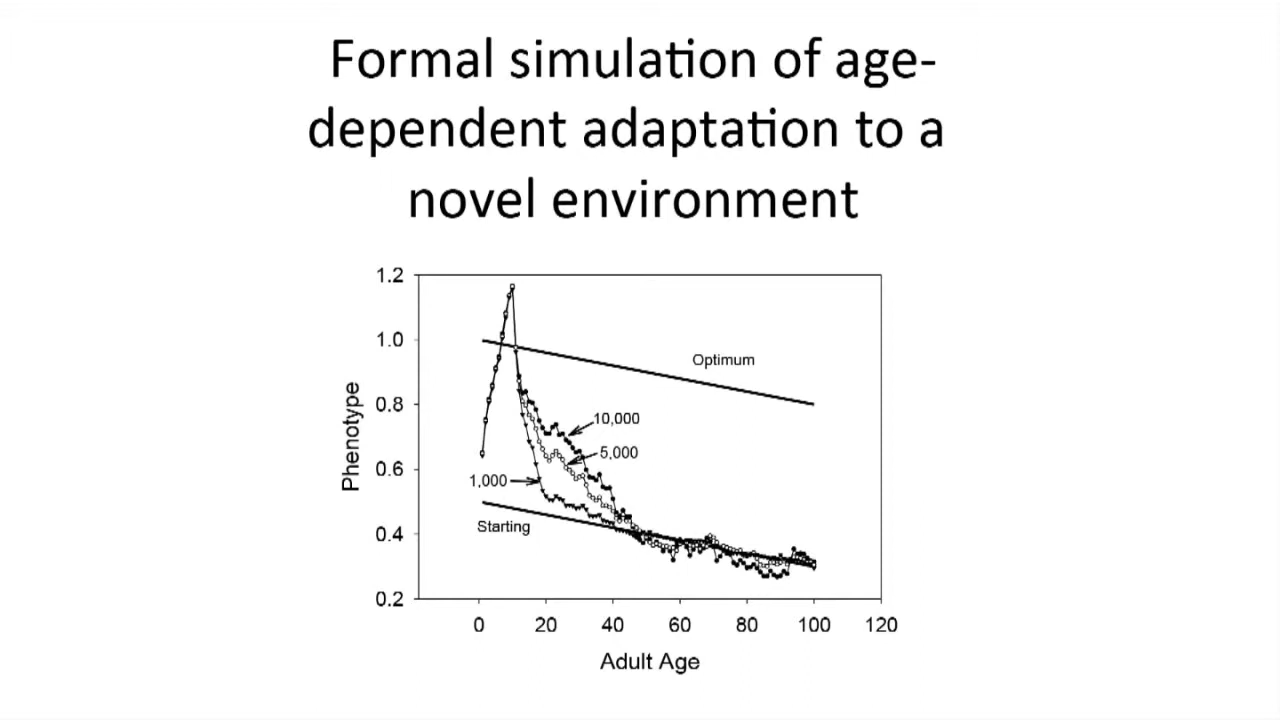 Formal simulation of age-
dependent adaptation to a
novel environment
1.2
1.0
0.8
0.6
0.4
0.2
Phenotype
Optimum
10,000
5,000
1,000
Starting
0 20 40 60 80 100 120
Adult Age